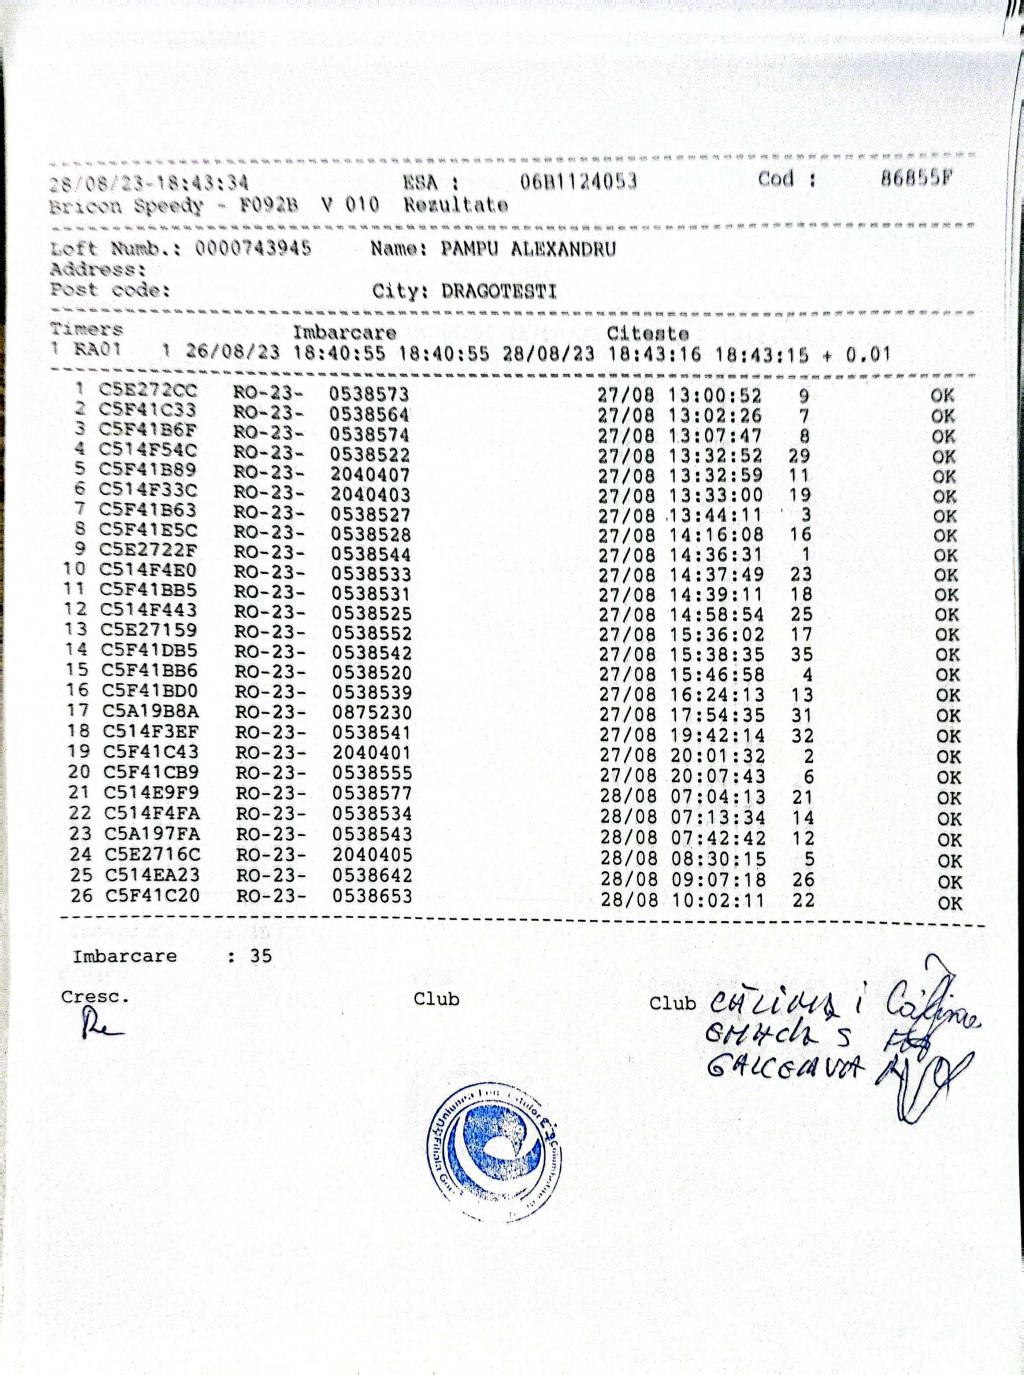 28/08/23-18:43:34 ESA : 06B1124053 Cod : 86855F
Bricon Speedy - F092B V 010 Rezultate
Loft Numb.: 0000743945 Name: PAMPU ALEXANDRU
Address:
Post code: City: DRAGOTESTI
Timers Imbarcare Citeste
1 RA01 1 26/08/23 18:40:55 18:40:55 28/08/23 18:43:16 18:43:15 + 0.01
1 C5E272CC RO-23- 0538573 27/08 13:00:52 9 OK
2 C5F41C33 RO-23- 0538564 27/08 13:02:26 7 OK
3 C5F41B6F RO-23- 0538574 27/08 13:07:47 8 OK
4 C514F54C RO-23- 0538522 27/08 13:32:52 29 OK
5 C5F41B89 RO-23- 2040407 27/08 13:32:59 11 OK
6 C514F33C RO-23- 2040403 27/08 13:33:00 19 OK
7 C5F41B63 RO-23- 0538527 27/08 13:44:11 3 OK
8 C5F41E5C RO-23- 0538528 27/08 14:16:08 16 OK
9 C5E2722F RO-23- 0538544 27/08 14:36:31 1 OK
10 C514F4E0 RO-23- 0538533 27/08 14:37:49 23 OK
11 C5F41BB5 RO-23- 0538531 27/08 14:39:11 18 OK
12 C514F443 RO-23- 0538525 27/08 14:58:54 25 OK
13 C5E27159 RO-23- 0538552 27/08 15:36:02 17 OK
14 C5F41DB5 RO-23- 0538542 27/08 15:38:35 35 OK
15 C5F41BB6 RO-23- 0538520 27/08 15:46:58 4 OK
16 C5F41BD0 RO-23- 0538539 27/08 16:24:13 13 OK
17 C5A19B8A RO-23- 0875230 27/08 17:54:35 31 OK
18 C514F3EF RO-23- 0538541 27/08 19:42:14 32 OK
19 C5F41C43 RO-23- 2040401 27/08 20:01:32 2 OK
20 C5F41CB9 RO-23- 0538555 27/08 20:07:43 6 OK
21 C514E9F9 RO-23- 0538577 28/08 07:04:13 21 OK
22 C514F4FA RO-23- 0538534 28/08 07:13:34 14 OK
23 C5A197FA RO-23- 0538543 28/08 07:42:42 12 OK
24 C5E2716C RO-23- 2040405 28/08 08:30:15 5 OK
25 C514EA23 RO-23- 0538642 28/08 09:07:18 26 OK
26 C5F41C20 RO-23- 0538653 28/08 10:02:11 22 OK
Imbarcare : 35
Cresc. Club Club
Uniunea